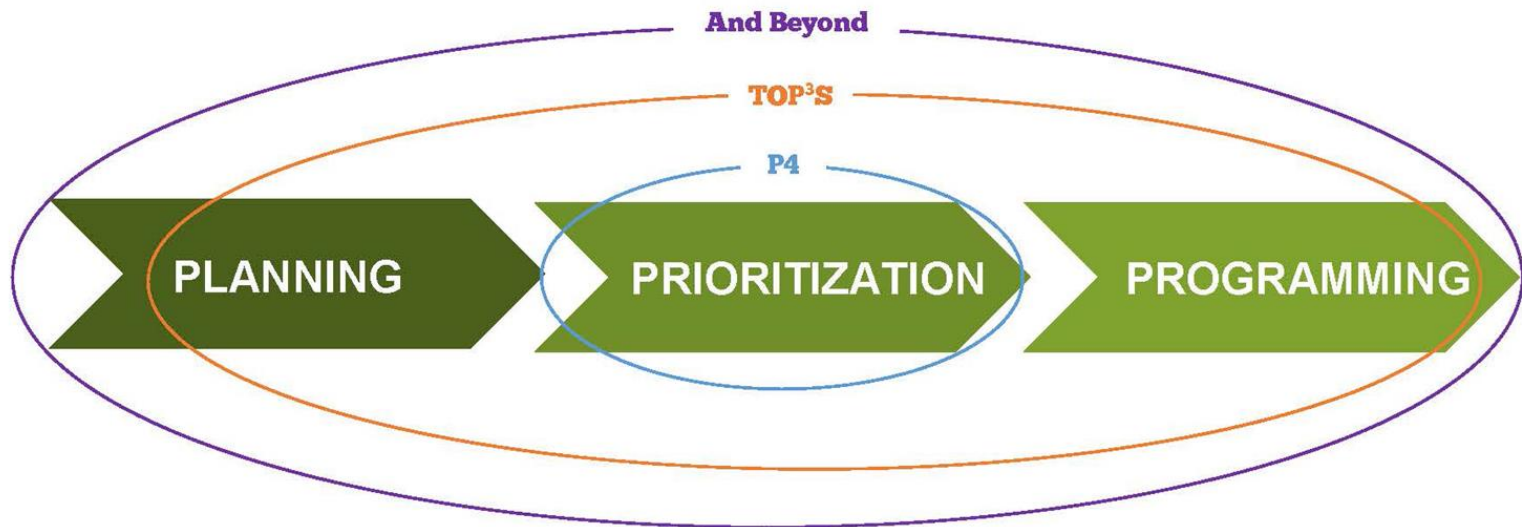 And Beyond
TOP³S
P4
PLANNING
PRIORITIZATION
PROGRAMMING